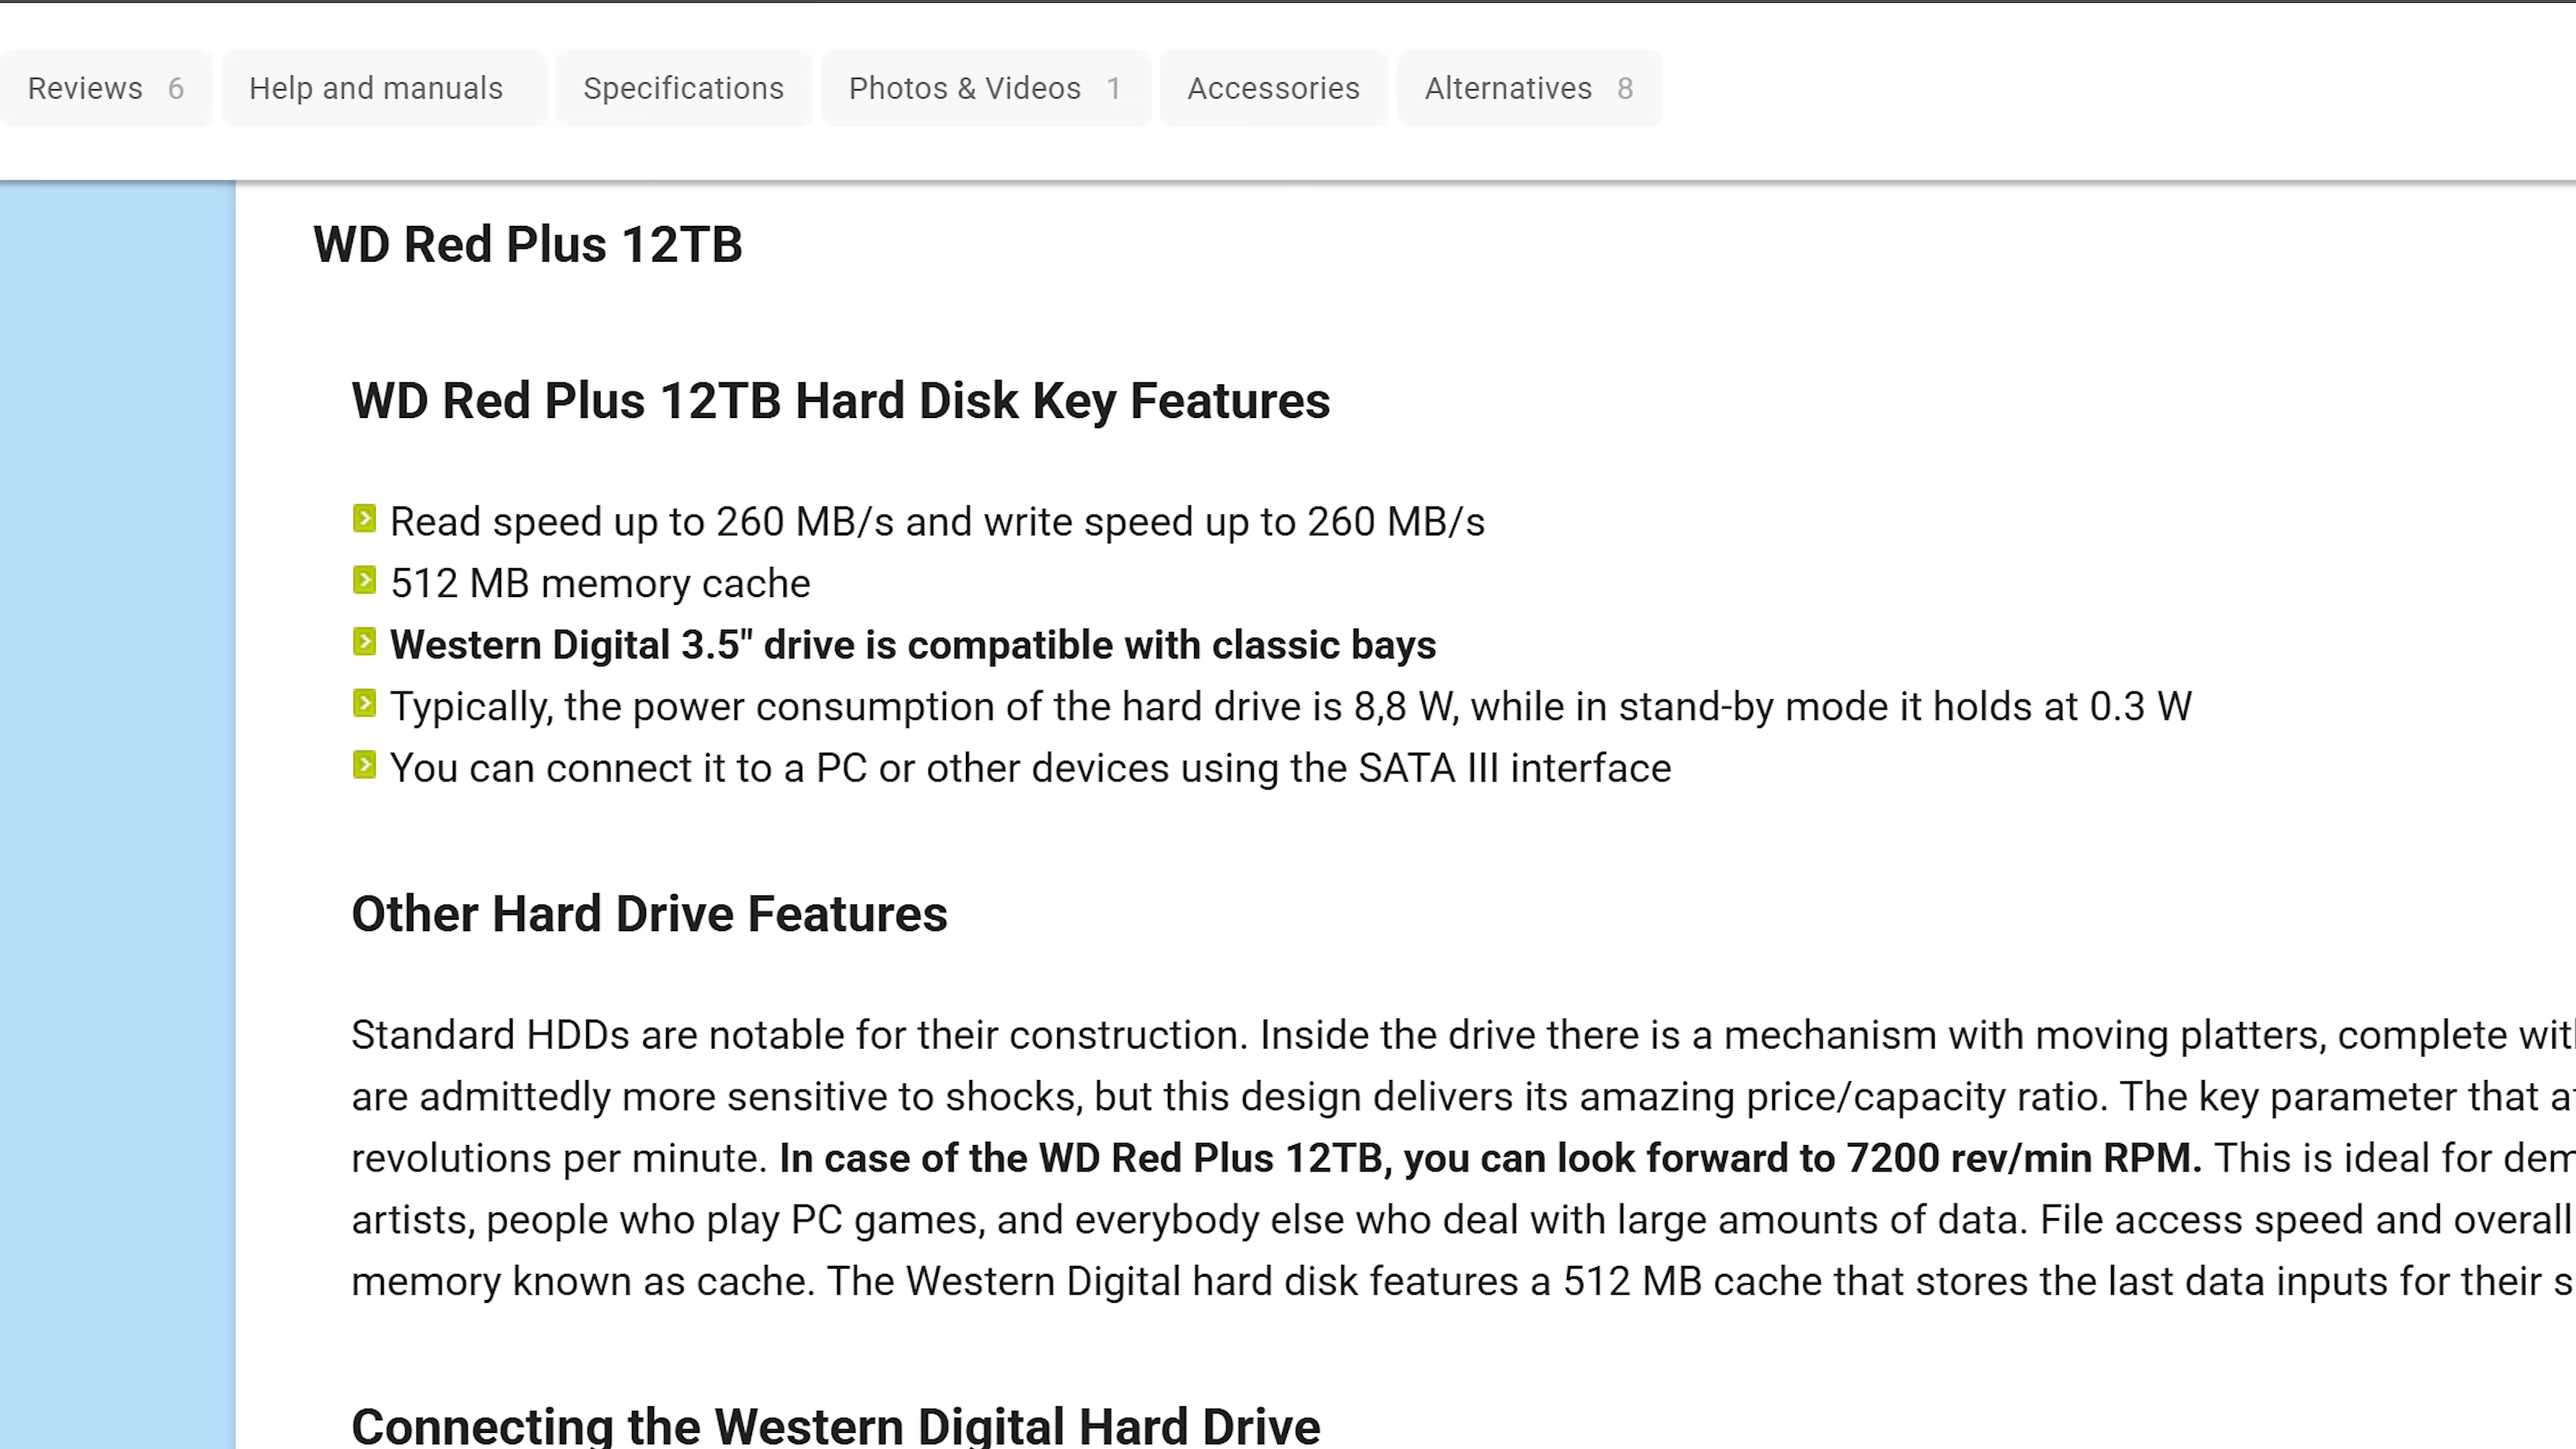 Reviews 6 Help and manuals Specifications Photos & Videos 1 Accessories Alternatives 8
WD Red Plus 12TB
WD Red Plus 12TB Hard Disk Key Features
Read speed up to 260 MB/s and write speed up to 260 MB/s
512 MB memory cache
Western Digital 3.5" drive is compatible with classic bays
Typically, the power consumption of the hard drive is 8,8 W, while in stand-by mode it holds at 0.3 W
You can connect it to a PC or other devices using the SATA III interface
Other Hard Drive Features
Standard HDDs are notable for their construction. Inside the drive there is a mechanism with moving platters, complete
are admittedly more sensitive to shocks, but this design delivers its amazing price/capacity ratio. The key parameter that
revolutions per minute. In case of the WD Red Plus 12TB, you can look forward to 7200 rev/min RPM. This is ideal for
artists, people who play PC games, and everybody else who deal with large amounts of data. File access speed and overall
memory known as cache. The Western Digital hard disk features a 512 MB cache that stores the last data inputs for their
Connecting the Western Digital Hard Drive